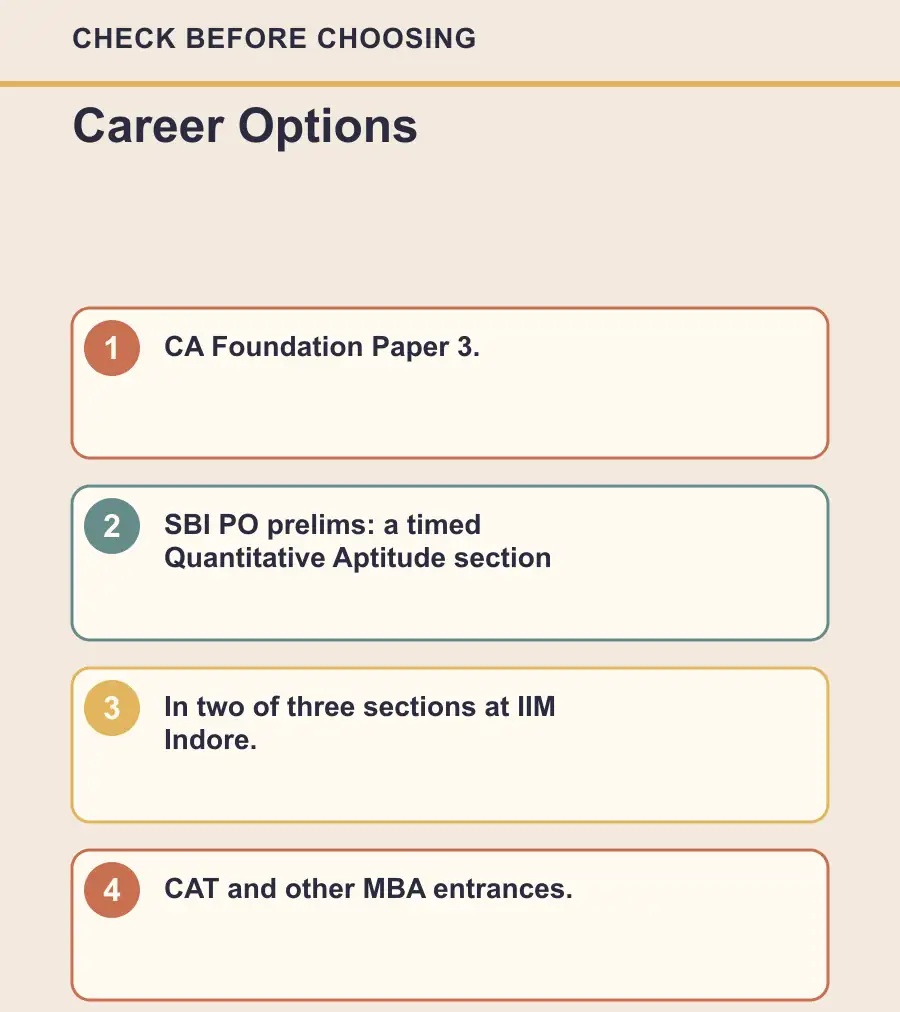 CHECK BEFORE CHOOSING
Career Options
1
CA Foundation Paper 3.
2
SBI PO prelims: a timed
Quantitative Aptitude section
3
In two of three sections at IIM
Indore.
4
CAT and other MBA entrances.